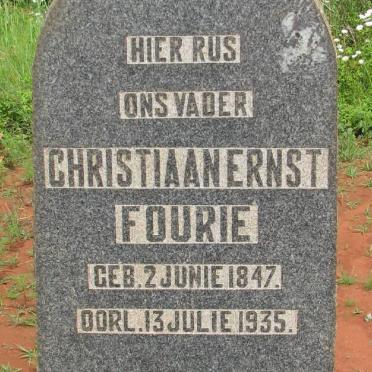 HIER RUS
ONS VADER
CHRISTIAAN ERNST
FOURIE
GEB. 2 JUNIE 1847.
OORL. 13 JULIE 1935.